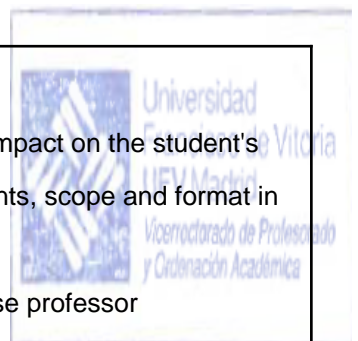 Universidad
mpact on the student's
Francisco de Vitoria
UFV Madrid
nts, scope and format in
Vicerrectorado de Profesorado
y Ordenación Académica
se professor